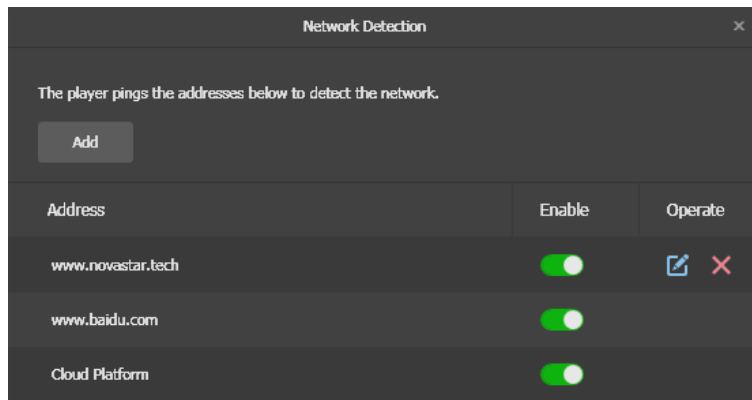 Network Detection
The player pings the addresses below to detect the network.
Add
Address Enable Operate
www.novastar.tech
www.baidu.com
Cloud Platform